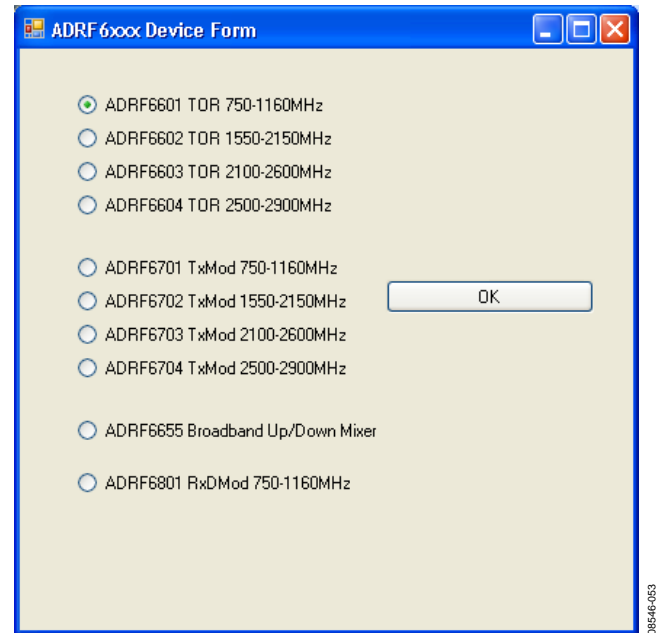 ADRF6xxx Device Form
ADRF6601 TOR 750-1160MHz
ADRF6602 TOR 1550-2150MHz
ADRF6603 TOR 2100-2600MHz
ADRF6604 TOR 2500-2900MHz
ADRF6701 TxMod 750-1160MHz
ADRF6702 TxMod 1550-2150MHz
OK
ADRF6703 TxMod 2100-2600MHz
ADRF6704 TxMod 2500-2900MHz
ADRF6655 Broadband Up/Down Mixer
ADRF6801 RxDMod 750-1160MHz
08546-053